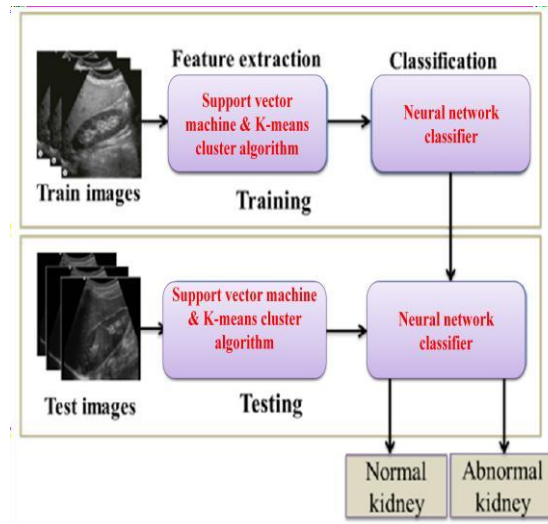 Feature extraction
Classification
Support vector
machine & K-means
cluster algorithm
Neural network
classifier
Train images
Training
Support vector machine
& K-means cluster
algorithm
Neural network
classifier
Test images
Testing
Normal
kidney
Abnormal
kidney